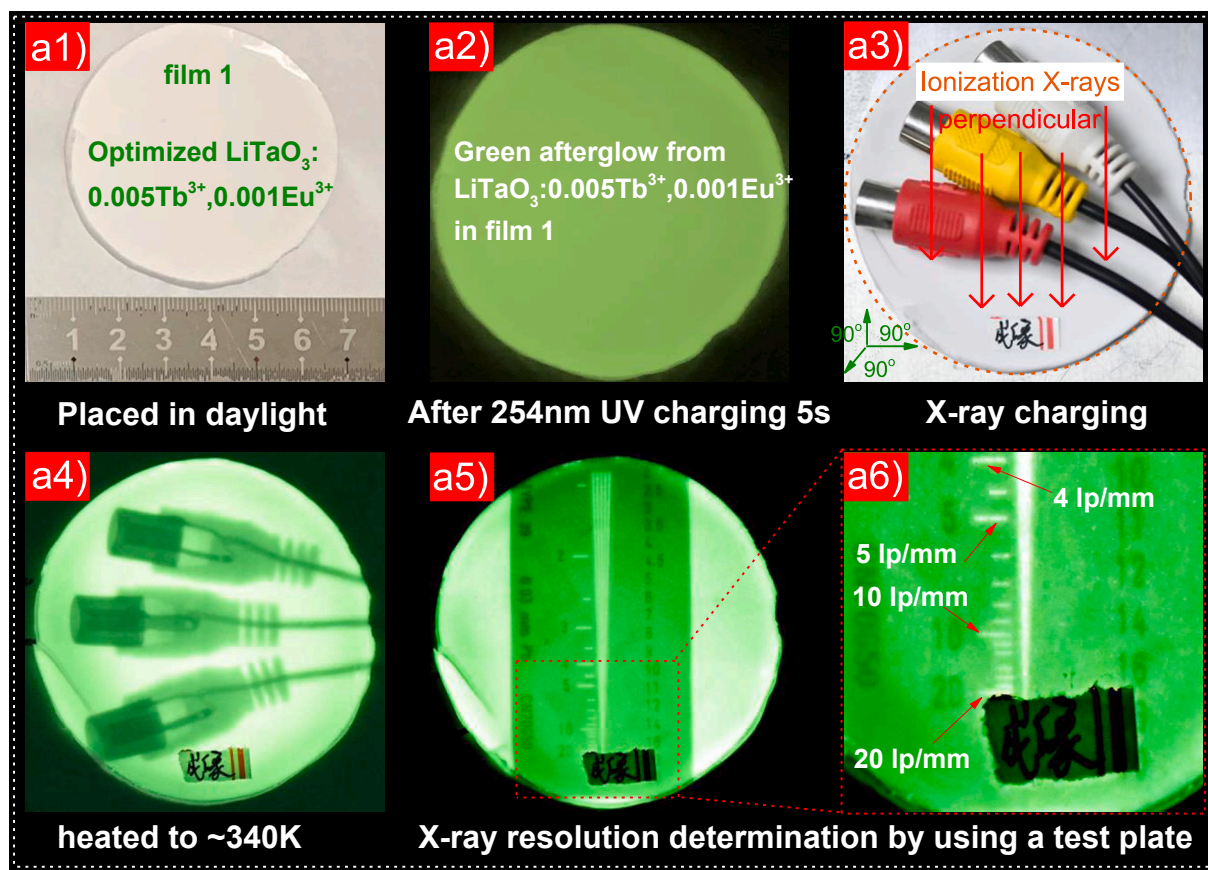 a1)
film 1
Optimized LiTaO₃:
0.005Tb³⁺,0.001Eu³⁺
1 2 3 4 5 6 7
Placed in daylight
a2)
Green afterglow from
LiTaO₃:0.005Tb³⁺,0.001Eu³⁺
in film 1
After 254nm UV charging 5s
a3)
Ionization X-rays
perpendicular
90° 90°
90°
X-ray charging
a4)
heated to ~340K
a5)
a6)
4 lp/mm
5 lp/mm
10 lp/mm
20 lp/mm
X-ray resolution determination by using a test plate